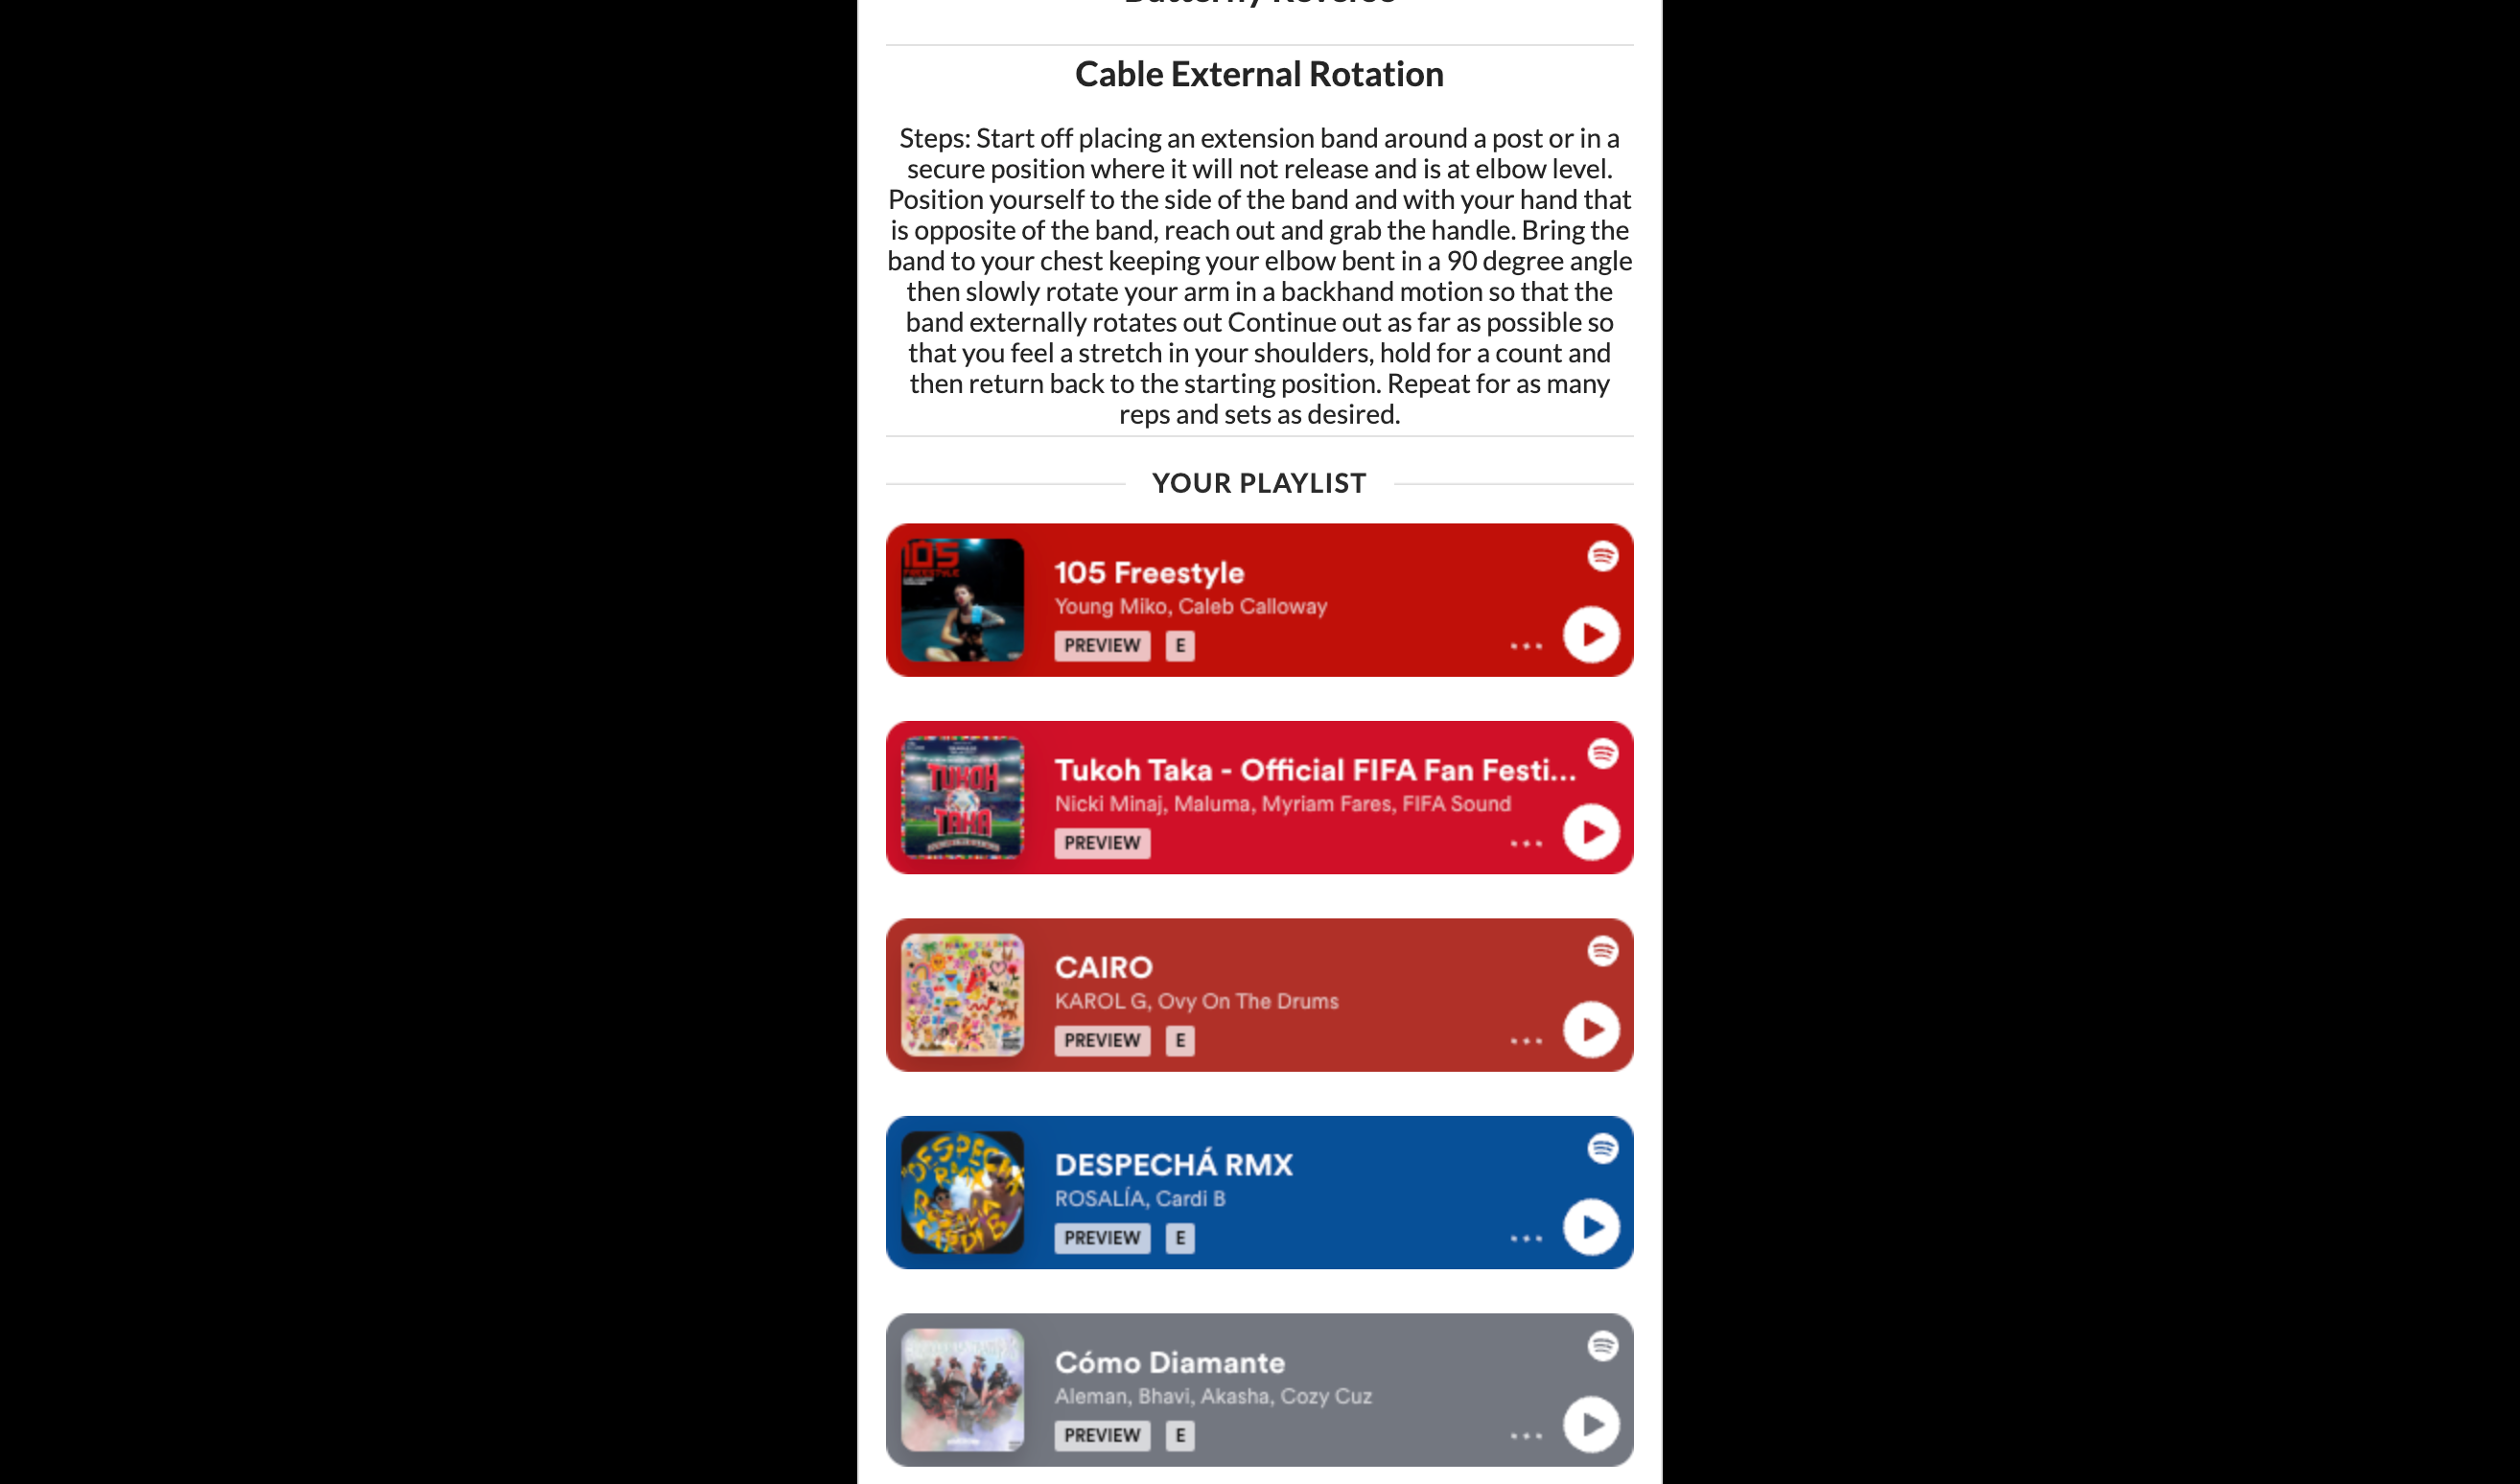 Butterfly Reverse
Cable External Rotation
Steps: Start off placing an extension band around a post or in a
secure position where it will not release and is at elbow level.
Position yourself to the side of the band and with your hand that
is opposite of the band, reach out and grab the handle. Bring the
band to your chest keeping your elbow bent in a 90 degree angle
then slowly rotate your arm in a backhand motion so that the
band externally rotates out Continue out as far as possible so
that you feel a stretch in your shoulders, hold for a count and
then return back to the starting position. Repeat for as many
reps and sets as desired.
YOUR PLAYLIST
105
FREESTYLE
105 Freestyle
Young Miko, Caleb Calloway
PREVIEW E
TUKOH
TAKA
Tukoh Taka - Official FIFA Fan Festi...
Nicki Minaj, Maluma, Myriam Fares, FIFA Sound
PREVIEW
CAIRO
KAROL G, Ovy On The Drums
PREVIEW E
DESPECHÁ RMX
ROSALÍA, Cardi B
PREVIEW E
Cómo Diamante
Aleman, Bhavi, Akasha, Cozy Cuz
PREVIEW E